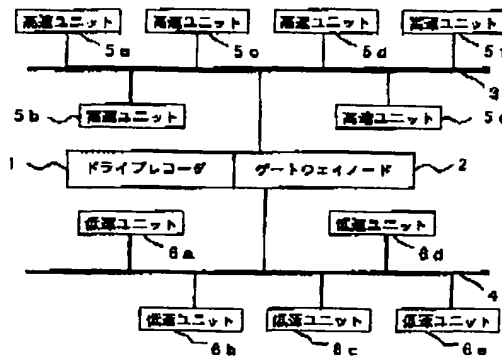 高速ユニット 高速ユニット 高速ユニット 高速ユニット
5a 5c 5d 5f
3
5b 高速ユニット 高速ユニット 5e
1 ドライブレコーダ ゲートウェイノード 2
低速ユニット 低速ユニット
6a 6d
4
低速ユニット 低速ユニット 低速ユニット
6b 6c 6e